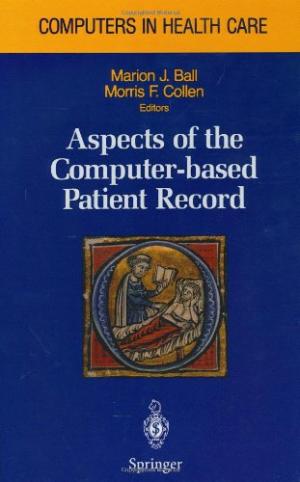 COMPUTERS IN HEALTH CARE
Marion J. Ball
Morris F. Collen
Editors
Aspects of the
Computer-based
Patient Record
Springer